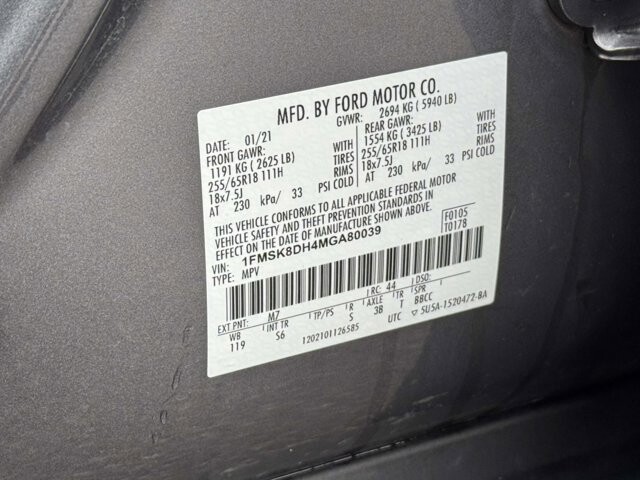 MFD. BY FORD MOTOR CO.
DATE: 01/21 GVWR: 2694 KG ( 5940 LB)
FRONT GAWR: REAR GAWR:
1191 KG ( 2625 LB) 1554 KG ( 3425 LB)
255/65R18 111H TIRES 255/65R18 111H TIRES
18x7.5J RIMS 18x7.5J RIMS
AT 230 kPa/ 33 PSI COLD AT 230 kPa/ 33 PSI COLD
THIS VEHICLE CONFORMS TO ALL APPLICABLE FEDERAL MOTOR
VEHICLE SAFETY AND THEFT PREVENTION STANDARDS IN
EFFECT ON THE DATE OF MANUFACTURE SHOWN ABOVE.
VIN: 1FMSK8DH4MGA80039 F0105
TYPE: MPV T0178
EXT PNT: M7 RC: 44 DSO:
WB INT TR TP/PS R AXLE TR SPR
119 S6 S 3B T BBCC
1202101126585 UTC ▽ 5U5A-1520472-BA